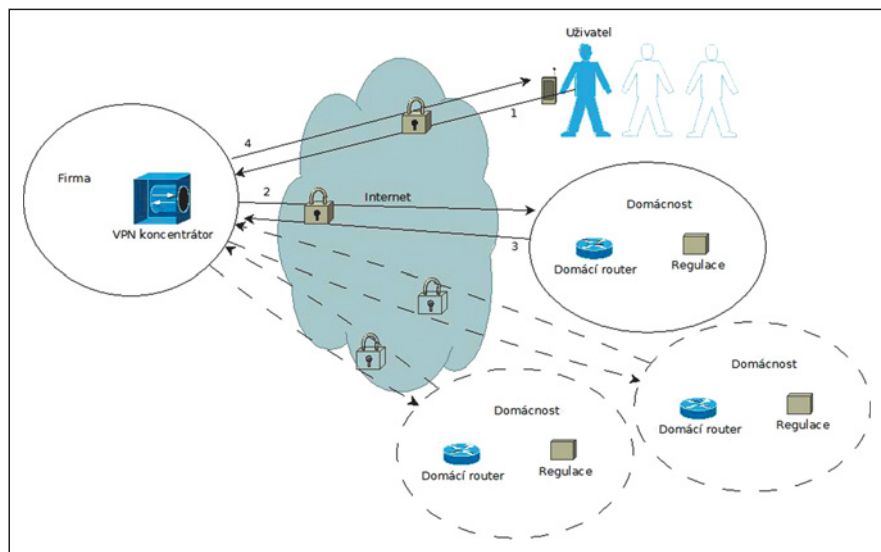 Uživatel
1
4
Firma
2
Internet
VPN koncentrátor
3
Domácnost
Domácí router
Regulace
Domácnost
Domácí router
Regulace
Domácnost
Domácí router
Regulace